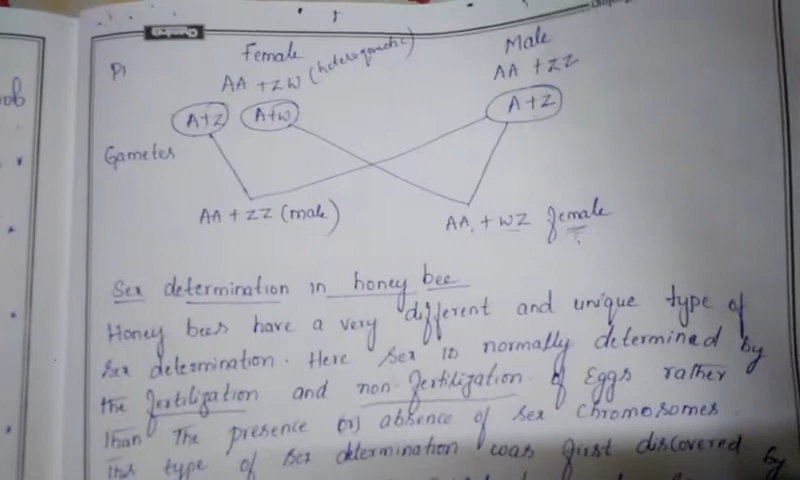 P1
Female
Male
AA + ZW (heterogametic)
AA + ZZ
A+Z A+W A+Z
Gametes
AA + ZZ (male)
AA + WZ female
Sex determination in honey bee
Honey bees have a very different and unique type of
sex determination. Here sex is normally determined by
the fertilization and non-fertilization of Eggs rather
than The presence (or) absence of sex chromosomes.
This type of sex determination was first discovered by